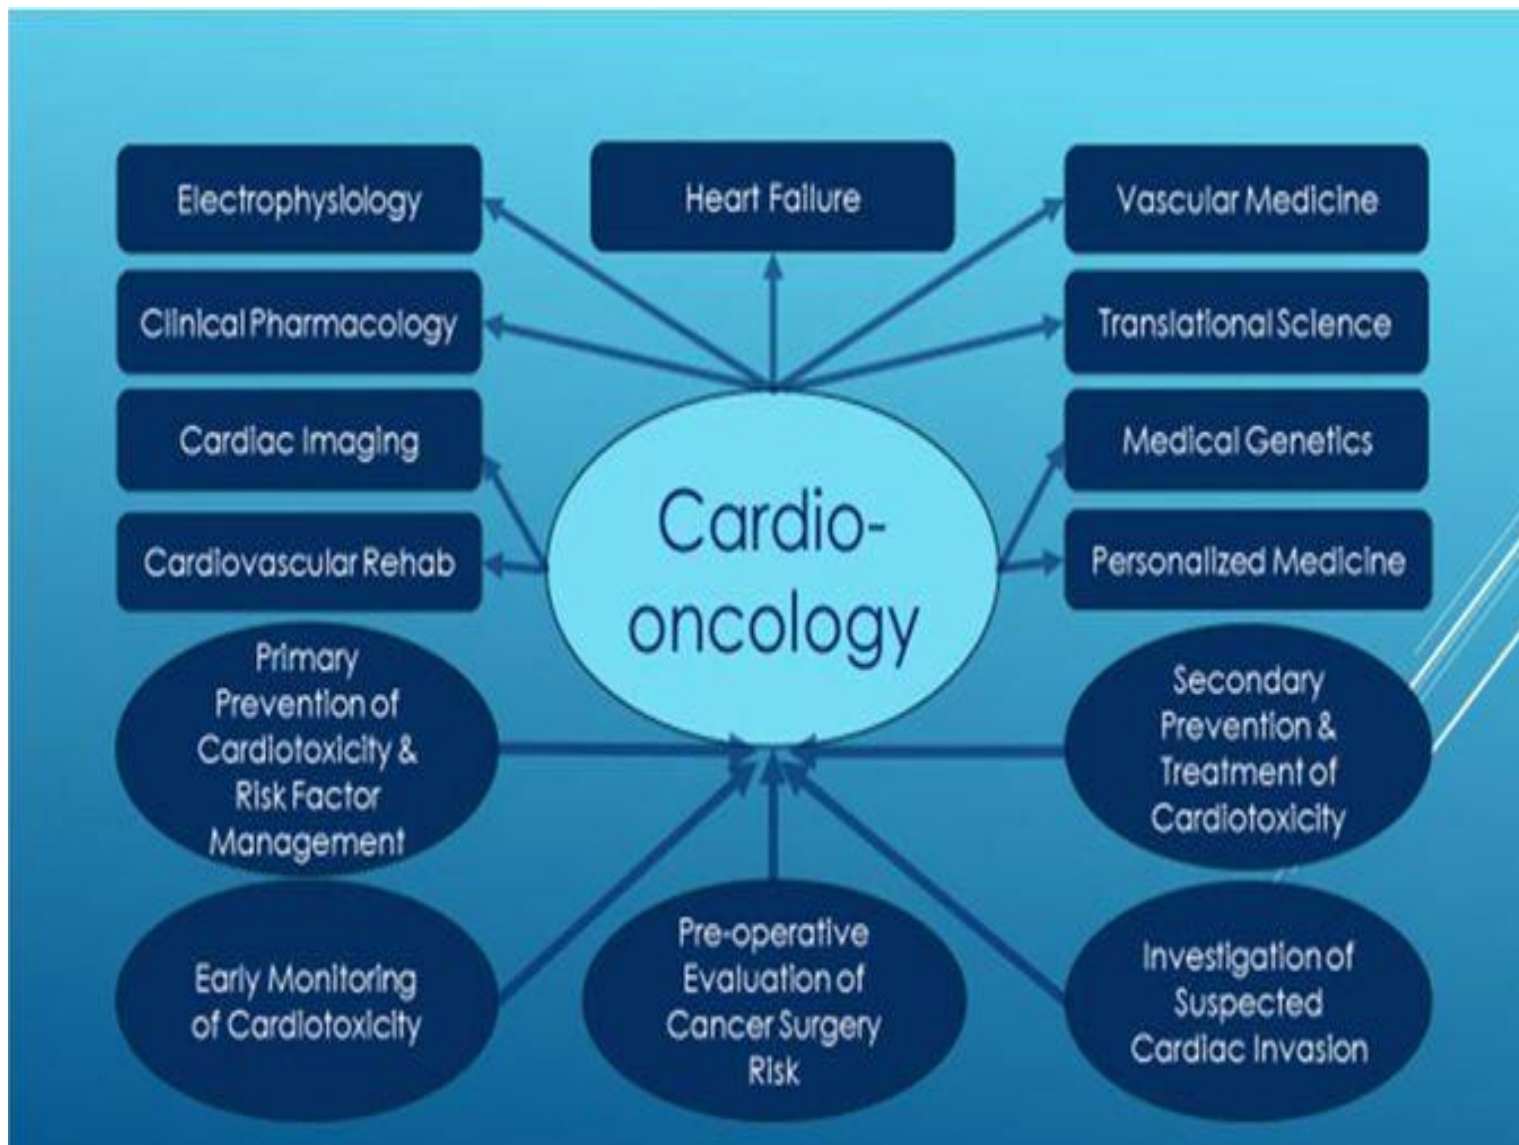 Electrophysiology
Heart Failure
Vascular Medicine
Clinical Pharmacology
Translational Science
Cardiac Imaging
Medical Genetics
Cardio-
oncology
Cardiovascular Rehab
Personalized Medicine
Primary
Prevention of
Cardiotoxicity &
Risk Factor
Management
Secondary
Prevention &
Treatment of
Cardiotoxicity
Early Monitoring
of Cardiotoxicity
Pre-operative
Evaluation of
Cancer Surgery
Risk
Investigation of
Suspected
Cardiac Invasion